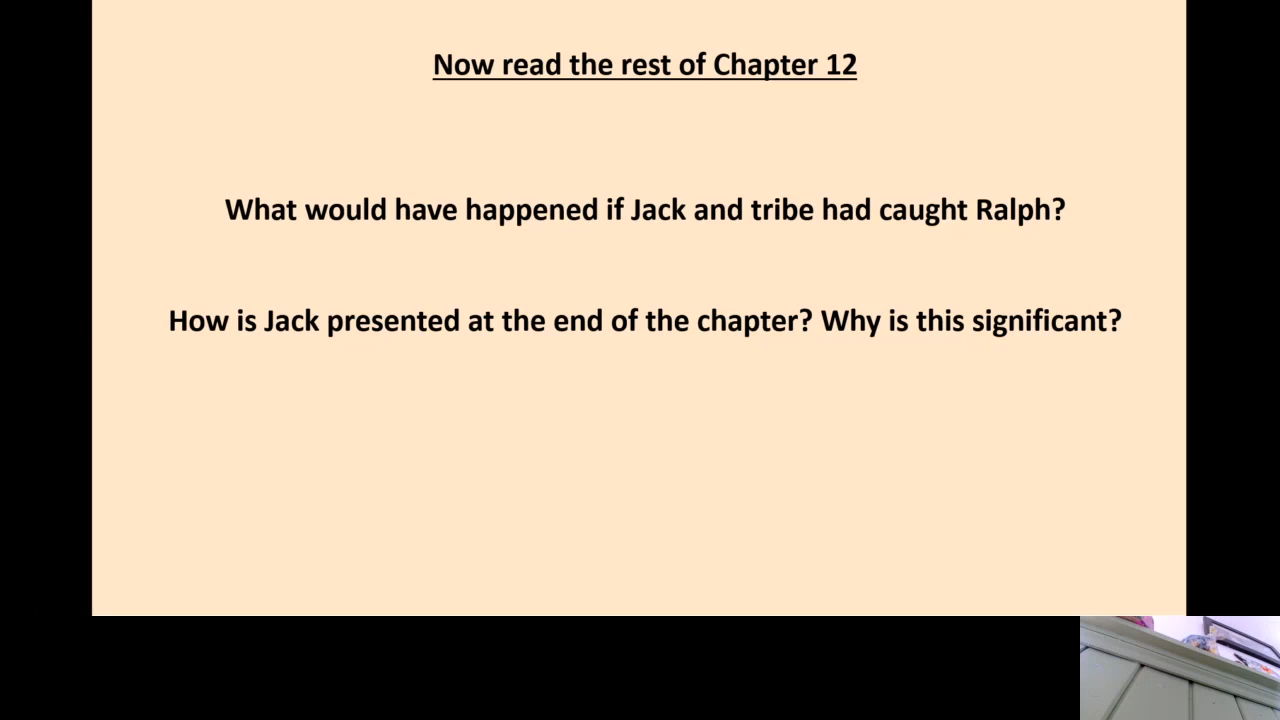 Now read the rest of Chapter 12
What would have happened if Jack and tribe had caught Ralph?
How is Jack presented at the end of the chapter? Why is this significant?